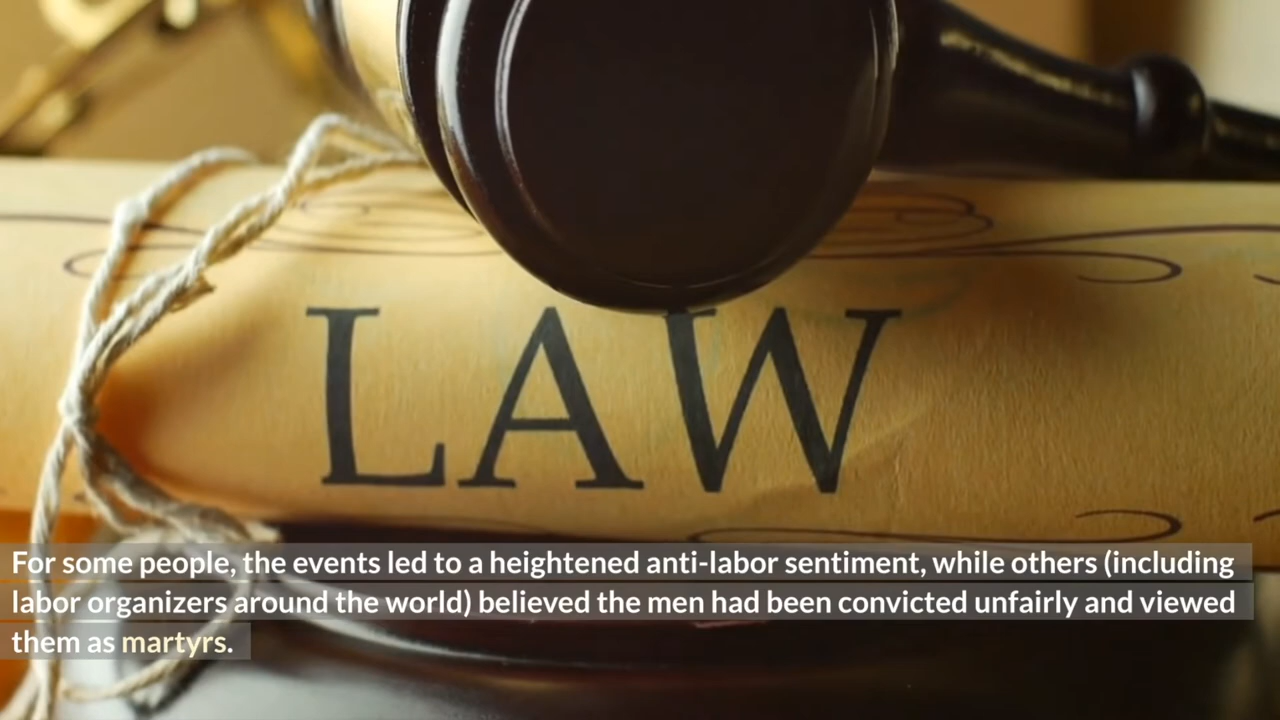 LAW
For some people, the events led to a heightened anti-labor sentiment, while others (including
labor organizers around the world) believed the men had been convicted unfairly and viewed
them as martyrs.